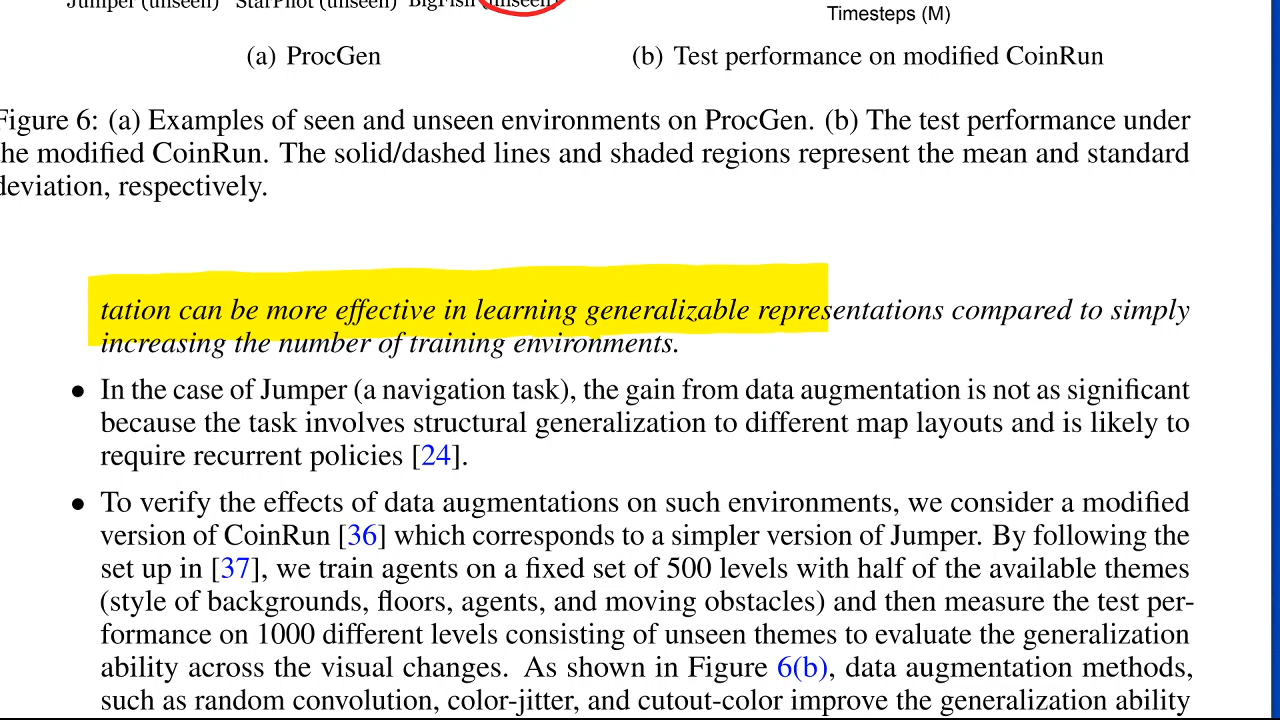 Jumper (unseen) StarPilot (unseen) BigFish (unseen)
Timesteps (M)
(a) ProcGen
(b) Test performance on modified CoinRun
Figure 6: (a) Examples of seen and unseen environments on ProcGen. (b) The test performance under
the modified CoinRun. The solid/dashed lines and shaded regions represent the mean and standard
deviation, respectively.
tation can be more effective in learning generalizable representations compared to simply
increasing the number of training environments.
• In the case of Jumper (a navigation task), the gain from data augmentation is not as significant
because the task involves structural generalization to different map layouts and is likely to
require recurrent policies [24].
• To verify the effects of data augmentations on such environments, we consider a modified
version of CoinRun [36] which corresponds to a simpler version of Jumper. By following the
set up in [37], we train agents on a fixed set of 500 levels with half of the available themes
(style of backgrounds, floors, agents, and moving obstacles) and then measure the test per-
formance on 1000 different levels consisting of unseen themes to evaluate the generalization
ability across the visual changes. As shown in Figure 6(b), data augmentation methods,
such as random convolution, color-jitter, and cutout-color improve the generalization ability